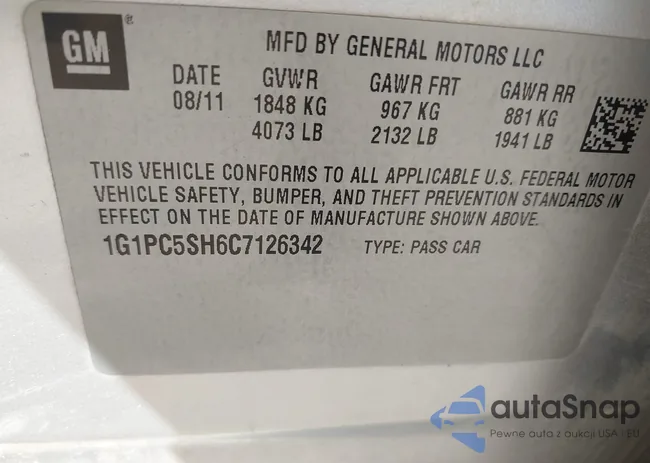 GM ®
MFD BY GENERAL MOTORS LLC
DATE GVWR GAWR FRT GAWR RR
08/11 1848 KG 967 KG 881 KG
4073 LB 2132 LB 1941 LB
THIS VEHICLE CONFORMS TO ALL APPLICABLE U.S. FEDERAL MOTOR
VEHICLE SAFETY, BUMPER, AND THEFT PREVENTION STANDARDS IN
EFFECT ON THE DATE OF MANUFACTURE SHOWN ABOVE.
1G1PC5SH6C7126342 TYPE: PASS CAR
autaSnap
Pewne auta z aukcji USA i EU